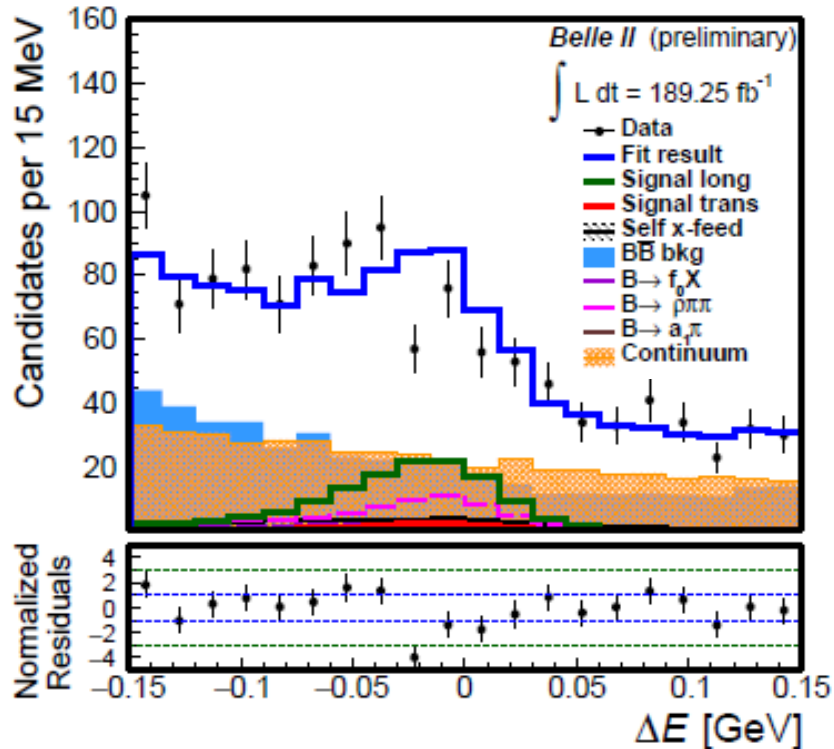 160
140
120
100
80
60
40
20
Candidates per 15 MeV
Belle II (preliminary)
∫ L dt = 189.25 fb⁻¹
Data
Fit result
Signal long
Signal trans
Self x-feed
BB̅ bkg
B→ f₀X
B→ ρππ
B→ a₁π
Continuum
4
2
0
−2
−4
Normalized
Residuals
−0.15 −0.1 −0.05 0 0.05 0.1 0.15
ΔE [GeV]